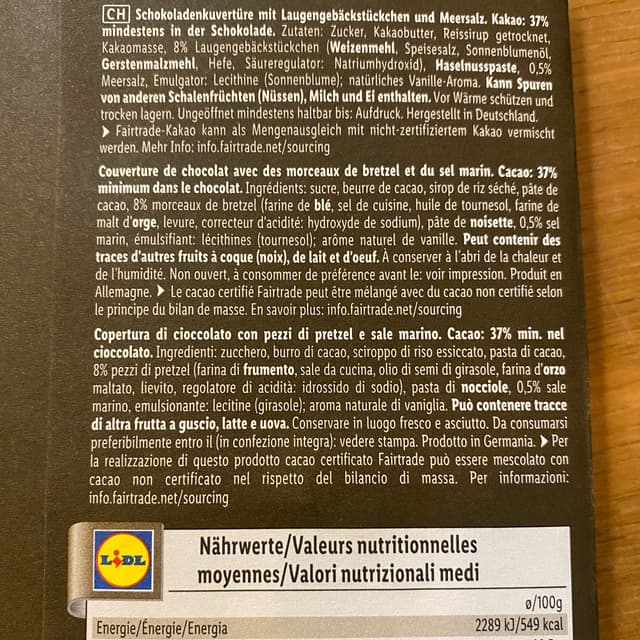 CH Schokoladenkuvertüre mit Laugengebäckstückchen und Meersalz. Kakao: 37%
mindestens in der Schokolade. Zutaten: Zucker, Kakaobutter, Reissirup getrocknet,
Kakaomasse, 8% Laugengebäckstückchen (Weizenmehl, Speisesalz, Sonnenblumenöl,
Gerstenmalzmehl, Hefe, Säureregulator: Natriumhydroxid), Haselnusspaste, 0,5%
Meersalz, Emulgator: Lecithine (Sonnenblume); natürliches Vanille-Aroma. Kann Spuren
von anderen Schalenfrüchten (Nüssen), Milch und Ei enthalten. Vor Wärme schützen und
trocken lagern. Ungeöffnet mindestens haltbar bis: Aufdruck. Hergestellt in Deutschland.
Fairtrade-Kakao kann als Mengenausgleich mit nicht-zertifiziertem Kakao vermischt
werden. Mehr Info: info.fairtrade.net/sourcing
Couverture de chocolat avec des morceaux de bretzel et du sel marin. Cacao: 37%
minimum dans le chocolat. Ingrédients: sucre, beurre de cacao, sirop de riz séché, pâte de
cacao, 8% morceaux de bretzel (farine de blé, sel de cuisine, huile de tournesol, farine de
malt d'orge, levure, correcteur d'acidité: hydroxyde de sodium), pâte de noisette, 0,5% sel
marin, émulsifiant: lécithines (tournesol); arôme naturel de vanille. Peut contenir des
traces d'autres fruits à coque (noix), de lait et d'oeuf. À conserver à l'abri de la chaleur et
de l'humidité. Non ouvert, à consommer de préférence avant le: voir impression. Produit en
Allemagne. Le cacao certifié Fairtrade peut être mélangé avec du cacao non certifié selon
le principe du bilan de masse. En savoir plus: info.fairtrade.net/sourcing
Copertura di cioccolato con pezzi di pretzel e sale marino. Cacao: 37% min. nel
cioccolato. Ingredienti: zucchero, burro di cacao, sciroppo di riso essiccato, pasta di cacao,
8% pezzi di pretzel (farina di frumento, sale da cucina, olio di semi di girasole, farina d'orzo
maltato, lievito, regolatore di acidità: idrossido di sodio), pasta di nocciole, 0,5% sale
marino, emulsionante: lecitine (girasole); aroma naturale di vaniglia. Può contenere tracce
di altra frutta a guscio, latte e uova. Conservare in luogo fresco e asciutto. Da consumarsi
preferibilmente entro il (in confezione integra): vedere stampa. Prodotto in Germania. Per
la realizzazione di questo prodotto cacao certificato Fairtrade può essere mescolato con
cacao non certificato nel rispetto del bilancio di massa. Per informazioni:
info.fairtrade.net/sourcing
LIDL
Nährwerte/Valeurs nutritionnelles
moyennes/Valori nutrizionali medi
ø/100g
Energie/Énergie/Energia 2289 kJ/549 kcal